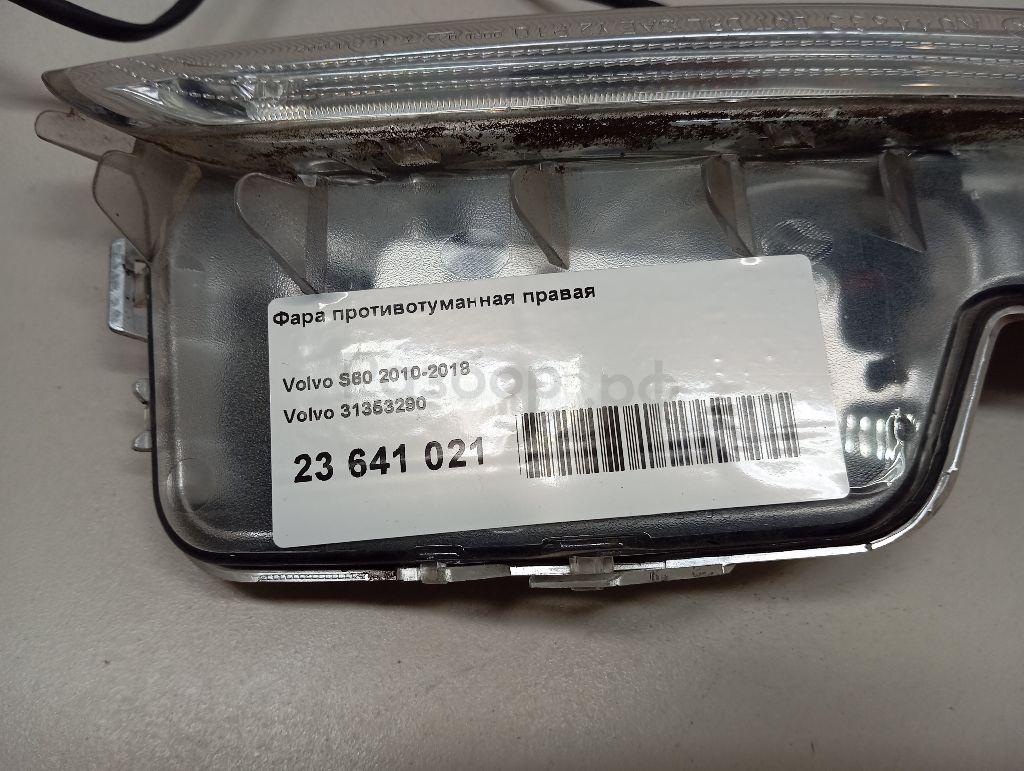 Фара противотуманная правая
Volvo S60 2010-2018
Volvo 31353290
23 641 021